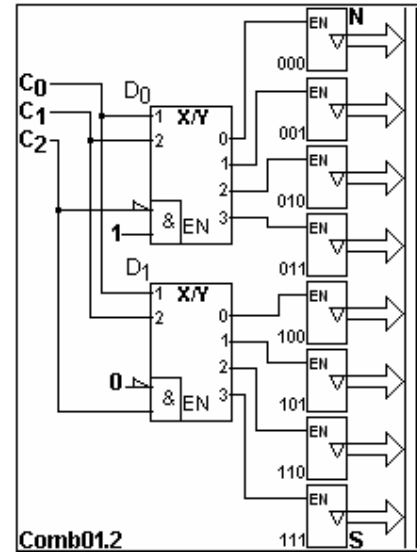 EN N
000
C0 D0
C1 1 X/Y 0 EN
2 1 001
C2 2 EN
3 010
& EN
1 EN
011
D1
1 X/Y 0 EN
2 1 100
2 EN
0 3 101
& EN EN
110
EN
Comb01.2 111 S